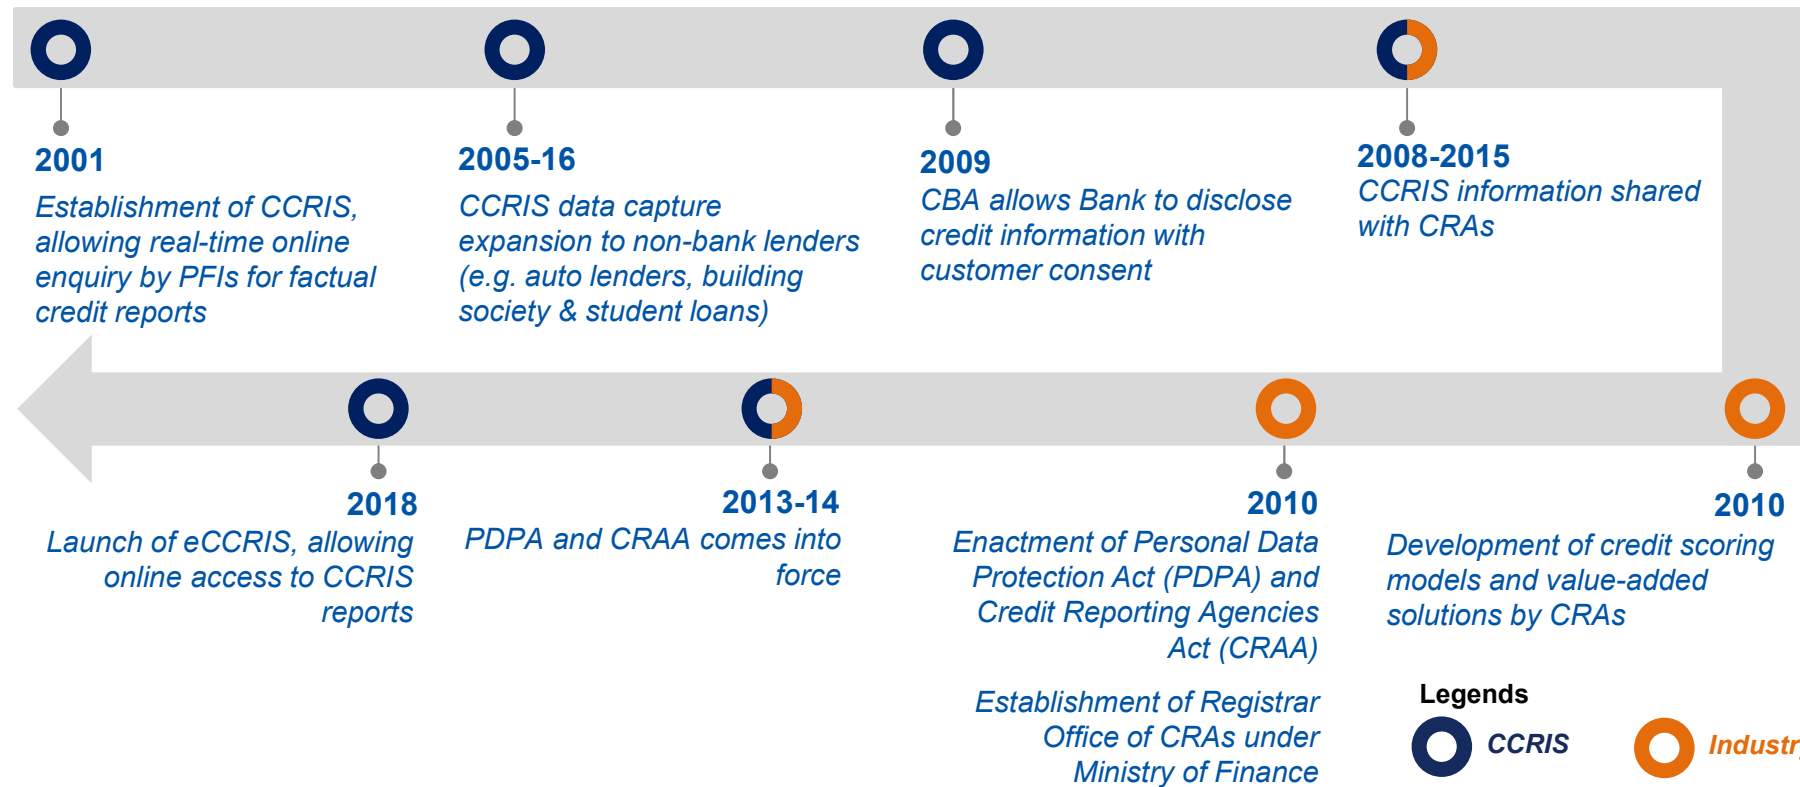 2001
Establishment of CCRIS,
allowing real-time online
enquiry by PFIs for factual
credit reports
2005-16
CCRIS data capture
expansion to non-bank lenders
(e.g. auto lenders, building
society & student loans)
2009
CBA allows Bank to disclose
credit information with
customer consent
2008-2015
CCRIS information shared
with CRAs
2018
Launch of eCCRIS, allowing
online access to CCRIS
reports
2013-14
PDPA and CRAA comes into
force
2010
Enactment of Personal Data
Protection Act (PDPA) and
Credit Reporting Agencies
Act (CRAA)
Establishment of Registrar
Office of CRAs under
Ministry of Finance
2010
Development of credit scoring
models and value-added
solutions by CRAs
Legends
CCRIS
Industry